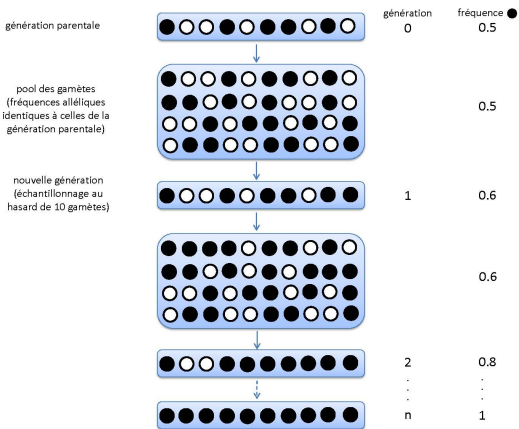 génération
fréquence
génération parentale
0
0.5
pool des gamètes
(fréquences alléliques
identiques à celles de la
génération parentale)
0.5
nouvelle génération
(échantillonnage au
hasard de 10 gamètes)
1
0.6
0.6
2
0.8
. .
. .
. .
n
1